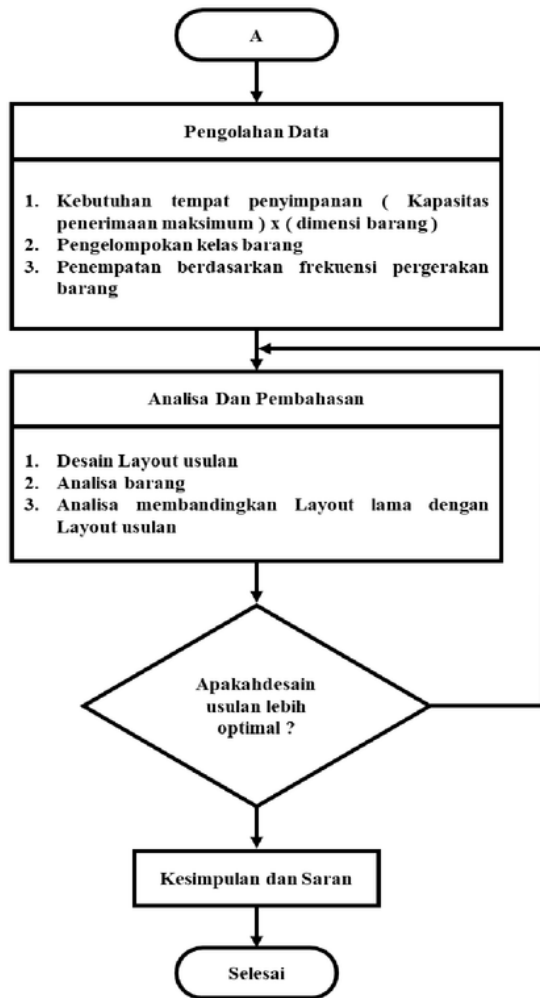 A
Pengolahan Data
1. Kebutuhan tempat penyimpanan ( Kapasitas
penerimaan maksimum ) x ( dimensi barang )
2. Pengelompokan kelas barang
3. Penempatan berdasarkan frekuensi pergerakan
barang
Analisa Dan Pembahasan
1. Desain Layout usulan
2. Analisa barang
3. Analisa membandingkan Layout lama dengan
Layout usulan
Apakahdesain
usulan lebih
optimal ?
Kesimpulan dan Saran
Selesai